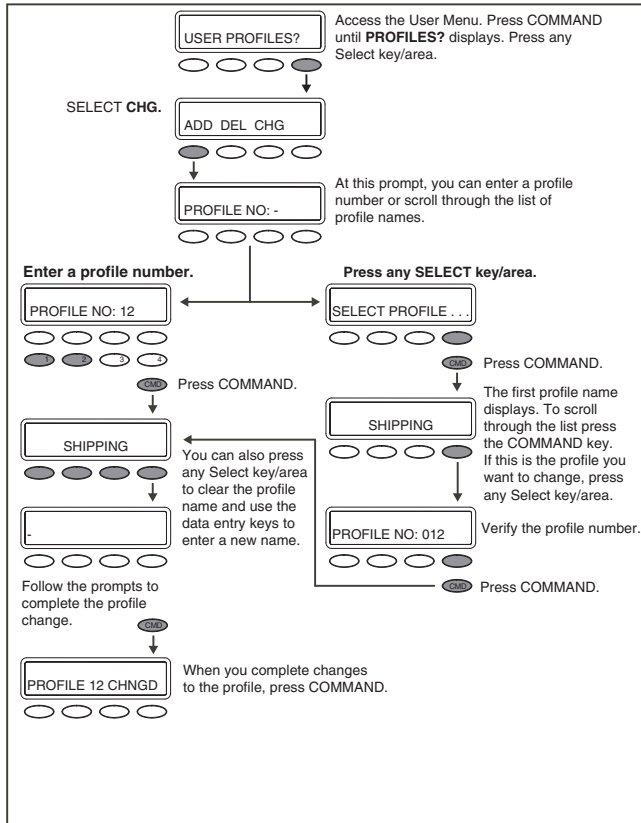 USER PROFILES?
Access the User Menu. Press COMMAND
until PROFILES? displays. Press any
Select key/area.
SELECT CHG.
ADD DEL CHG
PROFILE NO: -
At this prompt, you can enter a profile
number or scroll through the list of
profile names.
Enter a profile number.
PROFILE NO: 12
1 2 3 4
CMD Press COMMAND.
SHIPPING
You can also press
any Select key/area
to clear the profile
name and use the
data entry keys to
enter a new name.
-
Follow the prompts to
complete the profile
change.
CMD
PROFILE 12 CHNGD
When you complete changes
to the profile, press COMMAND.
Press any SELECT key/area.
SELECT PROFILE . . .
CMD Press COMMAND.
SHIPPING
The first profile name
displays. To scroll
through the list press
the COMMAND key.
If this is the profile you
want to change, press
any Select key/area.
PROFILE NO: 012
Verify the profile number.
CMD Press COMMAND.